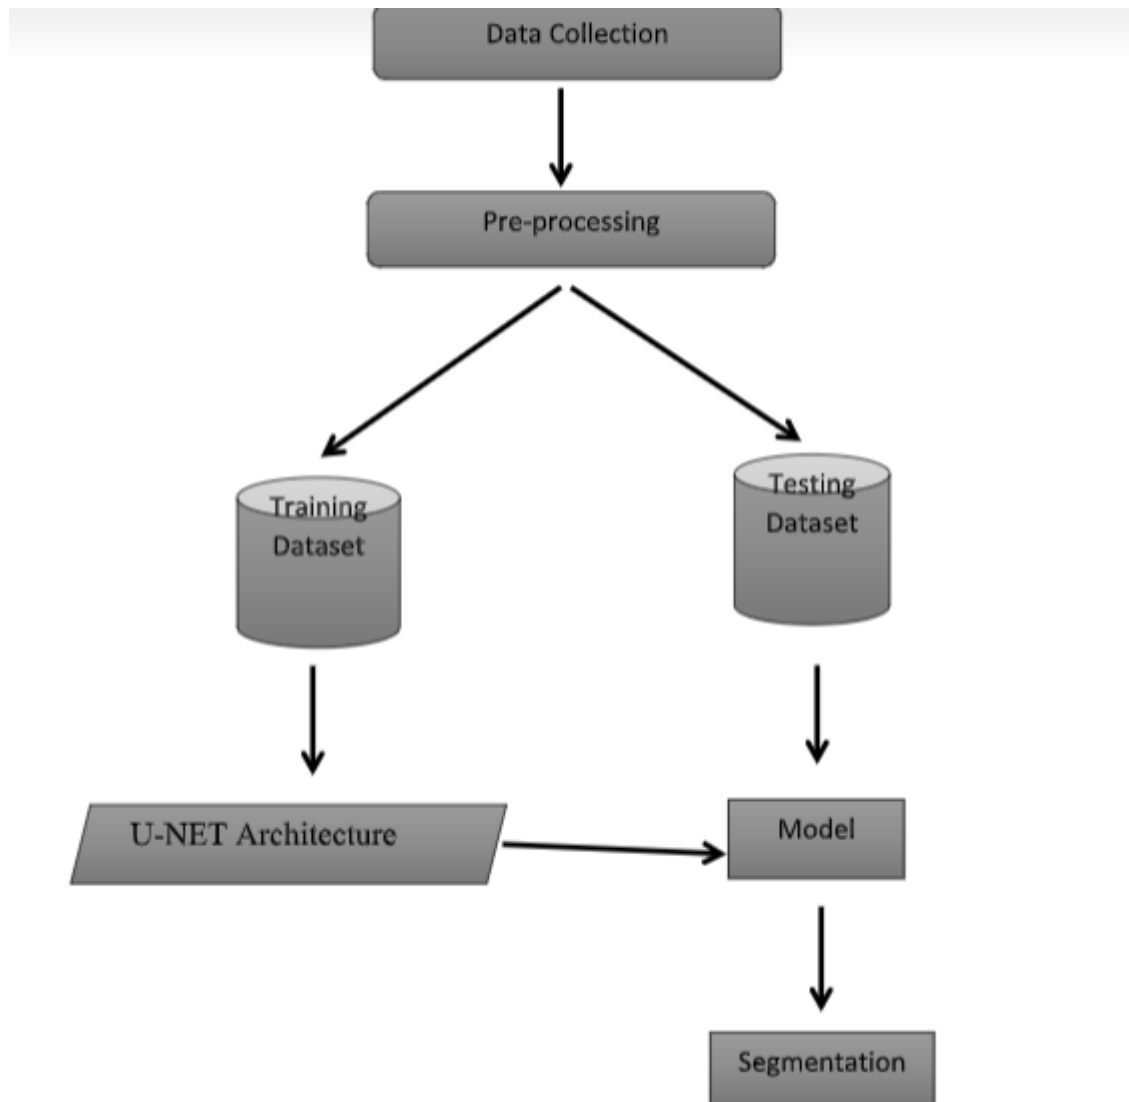 Data Collection
Pre-processing
Training
Dataset
Testing
Dataset
U-NET Architecture
Model
Segmentation